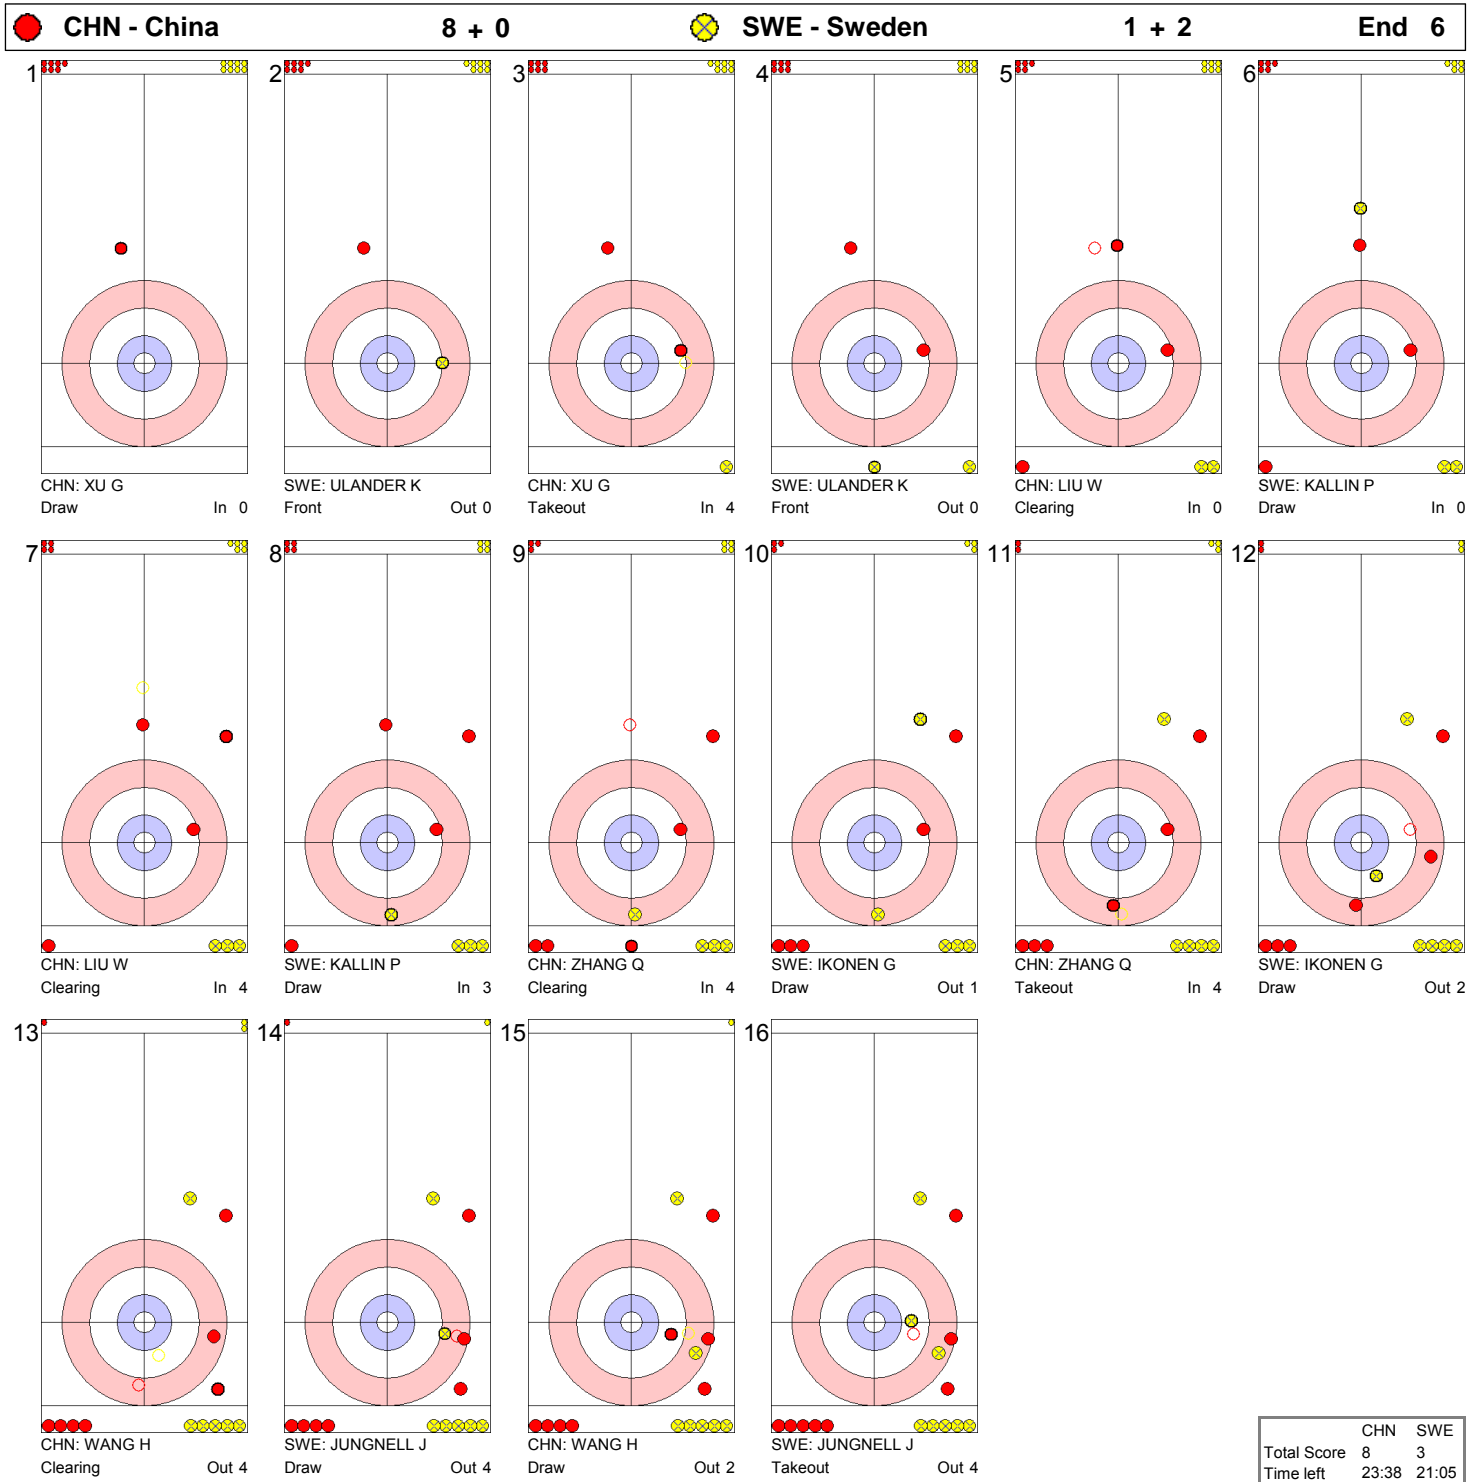 CHN - China 8 + 0 SWE - Sweden 1 + 2 End 6
1 2 3 4 5 6
CHN: XU G SWE: ULANDER K CHN: XU G SWE: ULANDER K CHN: LIU W SWE: KALLIN P
Draw In 0 Front Out 0 Takeout In 4 Front Out 0 Clearing In 0 Draw In 0
7 8 9 10 11 12
CHN: LIU W SWE: KALLIN P CHN: ZHANG Q SWE: IKONEN G CHN: ZHANG Q SWE: IKONEN G
Clearing In 4 Draw In 3 Clearing In 4 Draw Out 1 Takeout In 4 Draw Out 2
13 14 15 16
CHN: WANG H SWE: JUNGNELL J CHN: WANG H SWE: JUNGNELL J
Clearing Out 4 Draw Out 4 Draw Out 2 Takeout Out 4
CHN SWE
Total Score 8 3
Time left 23:38 21:05